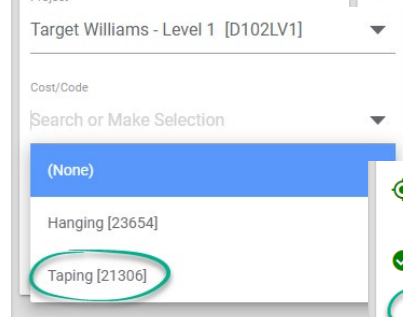 Target Williams - Level 1 [D102LV1]
Cost/Code
Search or Make Selection
(None)
Hanging [23654]
Taping [21306]